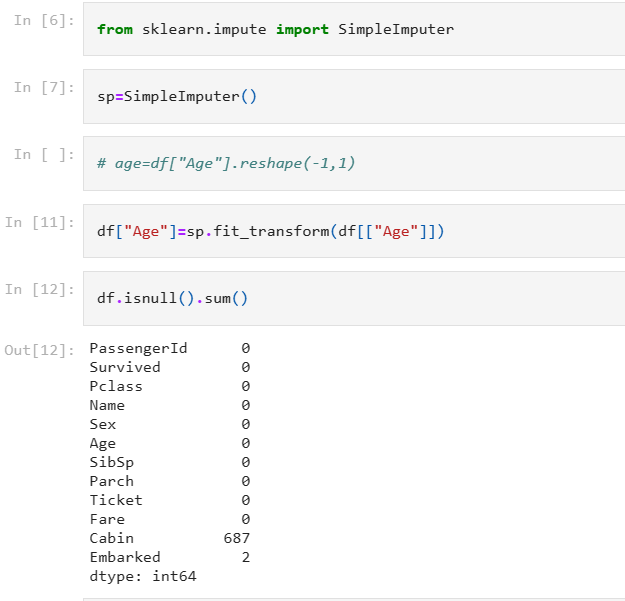 In [6]: from sklearn.impute import SimpleImputer
In [7]: sp=SimpleImputer()
In [ ]: # age=df["Age"].reshape(-1,1)
In [11]: df["Age"]=sp.fit_transform(df[["Age"]])
In [12]: df.isnull().sum()
Out[12]: PassengerId      0
Survived         0
Pclass           0
Name             0
Sex              0
Age              0
SibSp            0
Parch            0
Ticket           0
Fare             0
Cabin          687
Embarked         2
dtype: int64